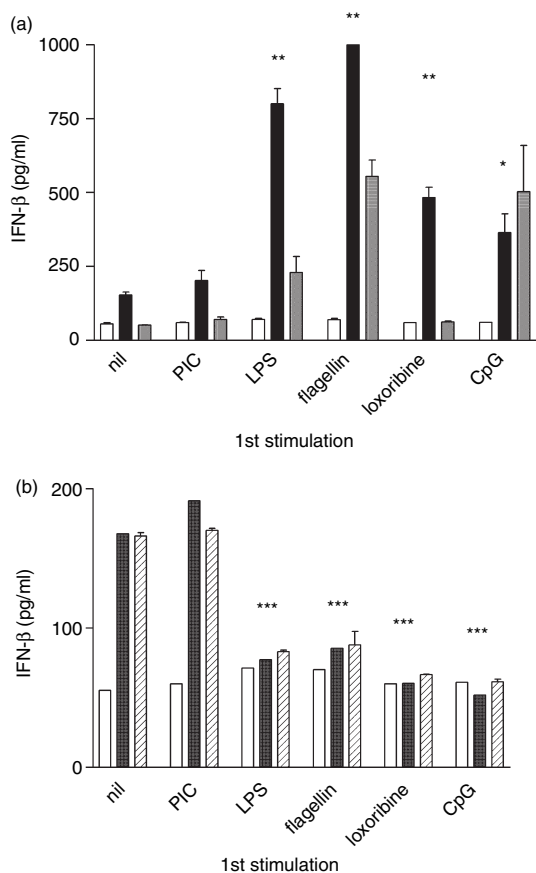 (a)
1000
750
500
250
0
IFN-β (pg/ml)
**
**
**
*
nil
PIC
LPS
flagellin
loxoribine
CpG
1st stimulation
(b)
200
100
0
IFN-β (pg/ml)
***
***
***
***
nil
PIC
LPS
flagellin
loxoribine
CpG
1st stimulation